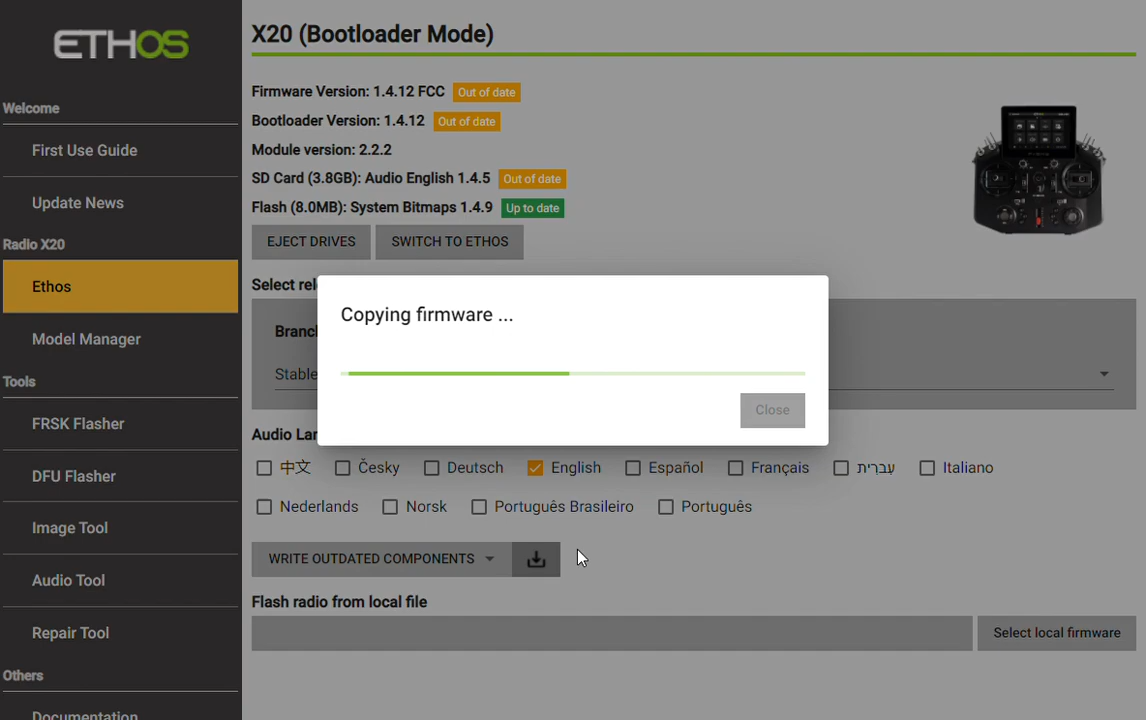 ETHOS
Welcome
First Use Guide
Update News
Radio X20
Ethos
Model Manager
Tools
FRSK Flasher
DFU Flasher
Image Tool
Audio Tool
Repair Tool
Others
Documentation
X20 (Bootloader Mode)
Firmware Version: 1.4.12 FCC Out of date
Bootloader Version: 1.4.12 Out of date
Module version: 2.2.2
SD Card (3.8GB): Audio English 1.4.5 Out of date
Flash (8.0MB): System Bitmaps 1.4.9 Up to date
EJECT DRIVES SWITCH TO ETHOS
Select rel
Branch
Stable
Copying firmware ...
Close
Audio Lan
中文 Česky Deutsch English Español Français עברית Italiano
Nederlands Norsk Português Brasileiro Português
WRITE OUTDATED COMPONENTS
Flash radio from local file
Select local firmware